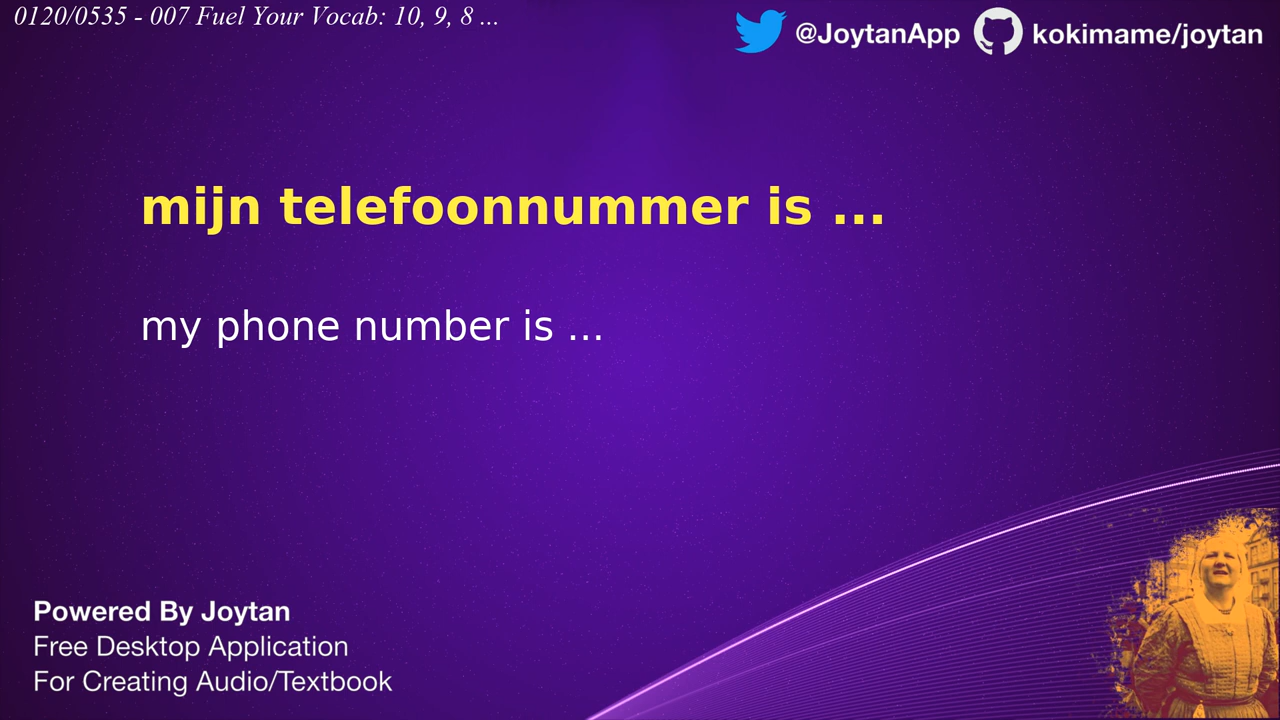 0120/0535 - 007 Fuel Your Vocab: 10, 9, 8 ...
@JoytanApp kokimame/joytan
mijn telefoonnummer is ...
my phone number is ...
Powered By Joytan
Free Desktop Application
For Creating Audio/Textbook